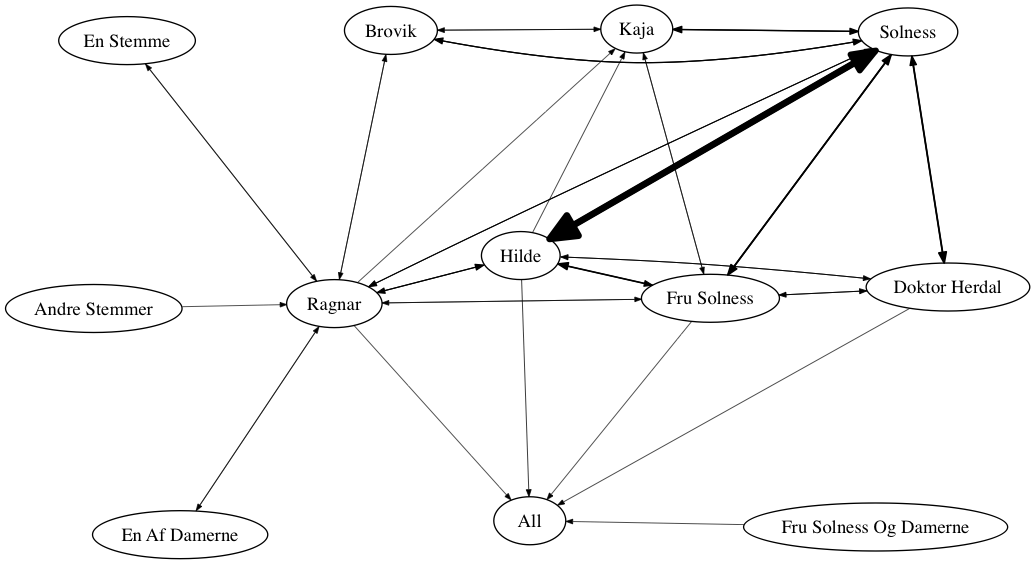 En Stemme
Brovik
Kaja
Solness
Hilde
Andre Stemmer
Ragnar
Fru Solness
Doktor Herdal
En Af Damerne
All
Fru Solness Og Damerne